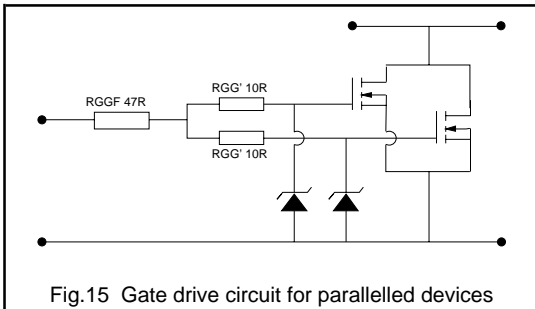 RGG' 10R
RGGF 47R
RGG' 10R
Fig.15 Gate drive circuit for parallelled devices